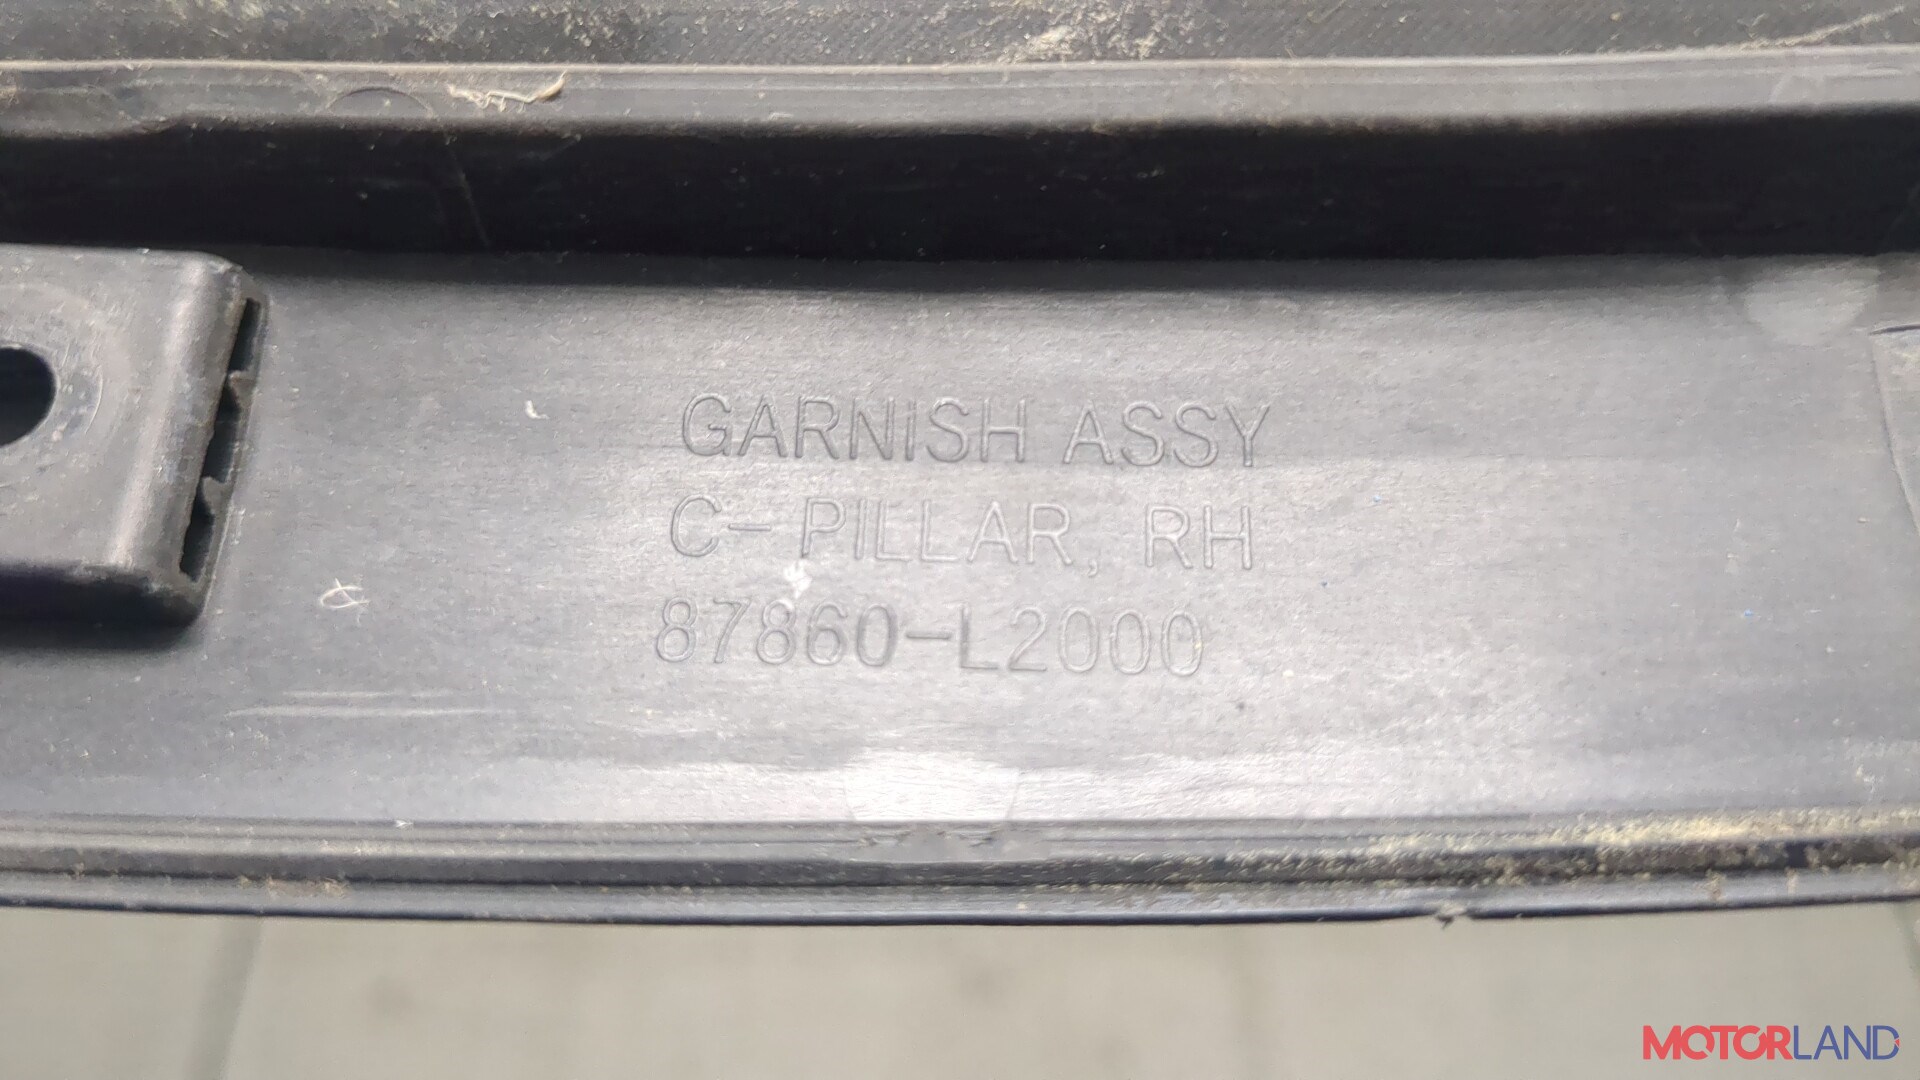 GARNISH ASSY
C-PILLAR, RH
87860-L2000
MOTORLAND